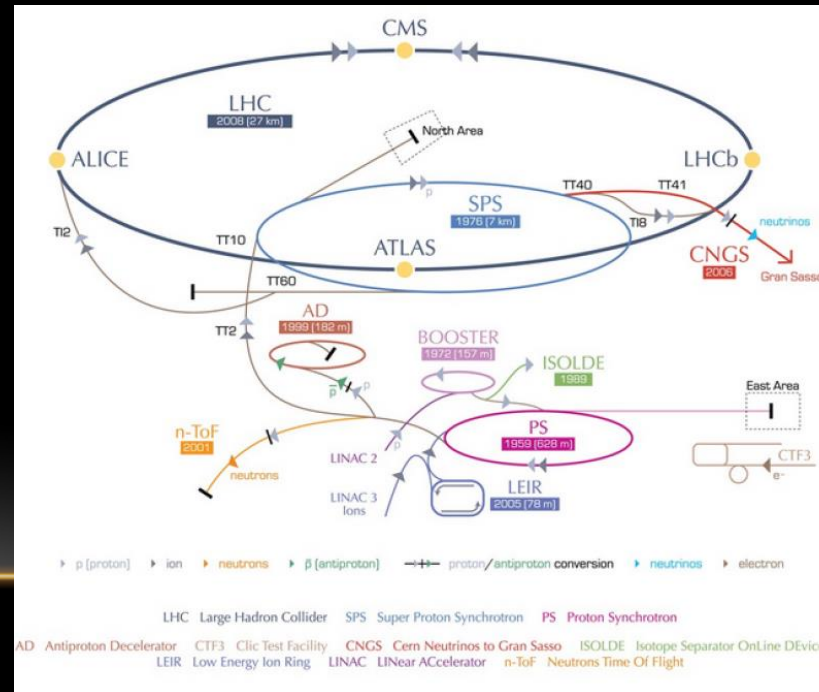 CMS
LHC
2008 (27 km)
North Area
ALICE
LHCb
p
TT40
TT41
SPS
1976 (7 km)
TI2
TI8
neutrinos
TT10
ATLAS
CNGS
2006
Gran Sasso
TT60
AD
1999 (182 m)
TT2
BOOSTER
1972 (157 m)
ISOLDE
1989
p̄
p
East Area
n-ToF
2001
PS
1959 (628 m)
LINAC 2
p
neutrons
CTF3
e-
LINAC 3
Ions
LEIR
2005 (78 m)
p (proton) ion neutrons p̄ (antiproton) proton/antiproton conversion neutrinos electron
LHC Large Hadron Collider SPS Super Proton Synchrotron PS Proton Synchrotron
AD Antiproton Decelerator CTF3 Clic Test Facility CNGS Cern Neutrinos to Gran Sasso ISOLDE Isotope Separator OnLine DEvice
LEIR Low Energy Ion Ring LINAC LINear ACcelerator n-ToF Neutrons Time Of Flight